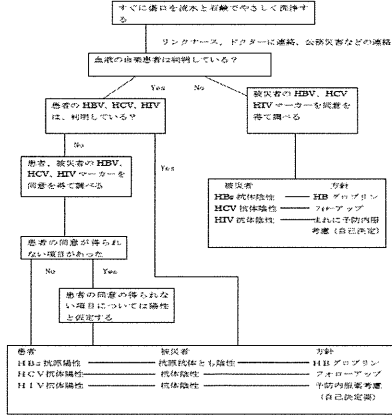 すぐに傷口を流水と石鹸でやさしく洗浄す
る
リンクナース、ドクターに連絡、公務災害などの連絡
血液の由来患者は判明している？
Yes
No
患者のHBV、HCV、HIV
は、判明している？
被災者のHBV、HCV
HIVマーカーを同意を
得て調べる
No
Yes
患者、被災者のHBV、
HCV、HIVマーカーを
同意を得て調べる
被災者 方針
HBs抗体陰性 HBグロブリン
HCV抗体陰性
HIV抗体陰性 まれに予防内服
考慮（自己決定）
患者の同意が得られ
ない項目があった
No
Yes
患者の同意の得られな
い項目については陽性
と仮定する
患者 被災者 方針
HBs抗原陽性 抗原抗体とも陰性 HBグロブリン
HCV抗体陽性 抗体陰性 フォローアップ
HIV抗体陽性 抗体陰性 予防内服薬考慮
（自己決定要）